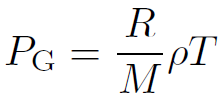 P_G = \frac{R}{M} \rho T